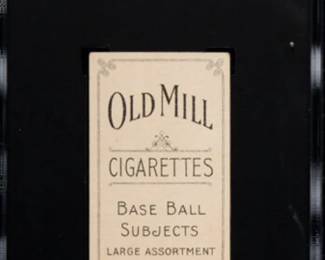 OLD MILL
CIGARETTES
BASE BALL
SUBJECTS
LARGE ASSORTMENT